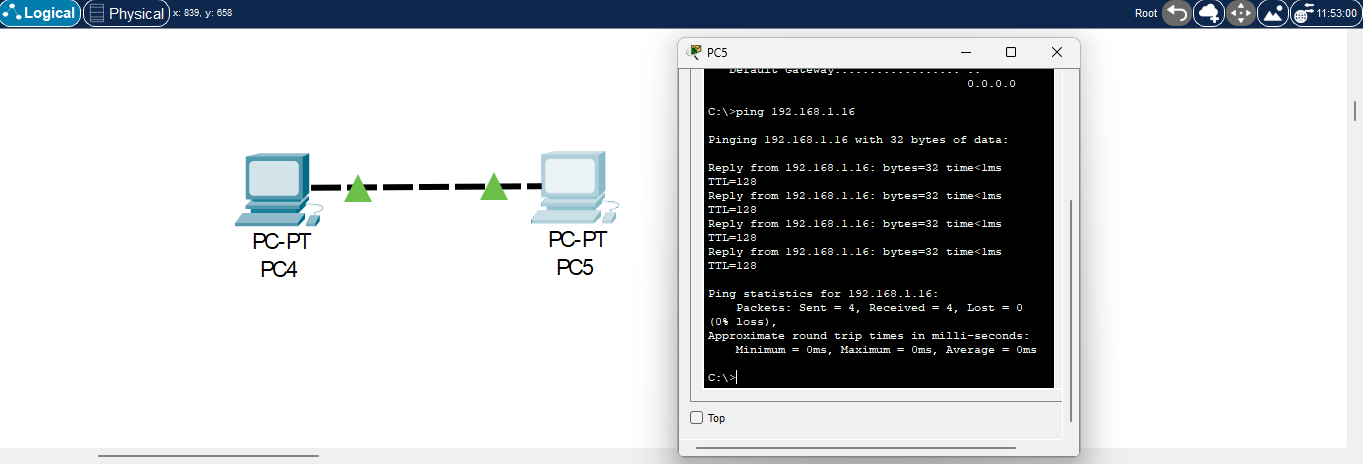 Logical Physical x: 839, y: 658 Root 11:53:00
PC5
Default Gateway................... ..
0.0.0.0
C:\>ping 192.168.1.16
Pinging 192.168.1.16 with 32 bytes of data:
Reply from 192.168.1.16: bytes=32 time<1ms
TTL=128
Reply from 192.168.1.16: bytes=32 time<1ms
TTL=128
Reply from 192.168.1.16: bytes=32 time<1ms
TTL=128
Reply from 192.168.1.16: bytes=32 time<1ms
TTL=128
Ping statistics for 192.168.1.16:
Packets: Sent = 4, Received = 4, Lost = 0
(0% loss),
Approximate round trip times in milli-seconds:
Minimum = 0ms, Maximum = 0ms, Average = 0ms
C:\>
Top
PC-PT
PC4
PC-PT
PC5